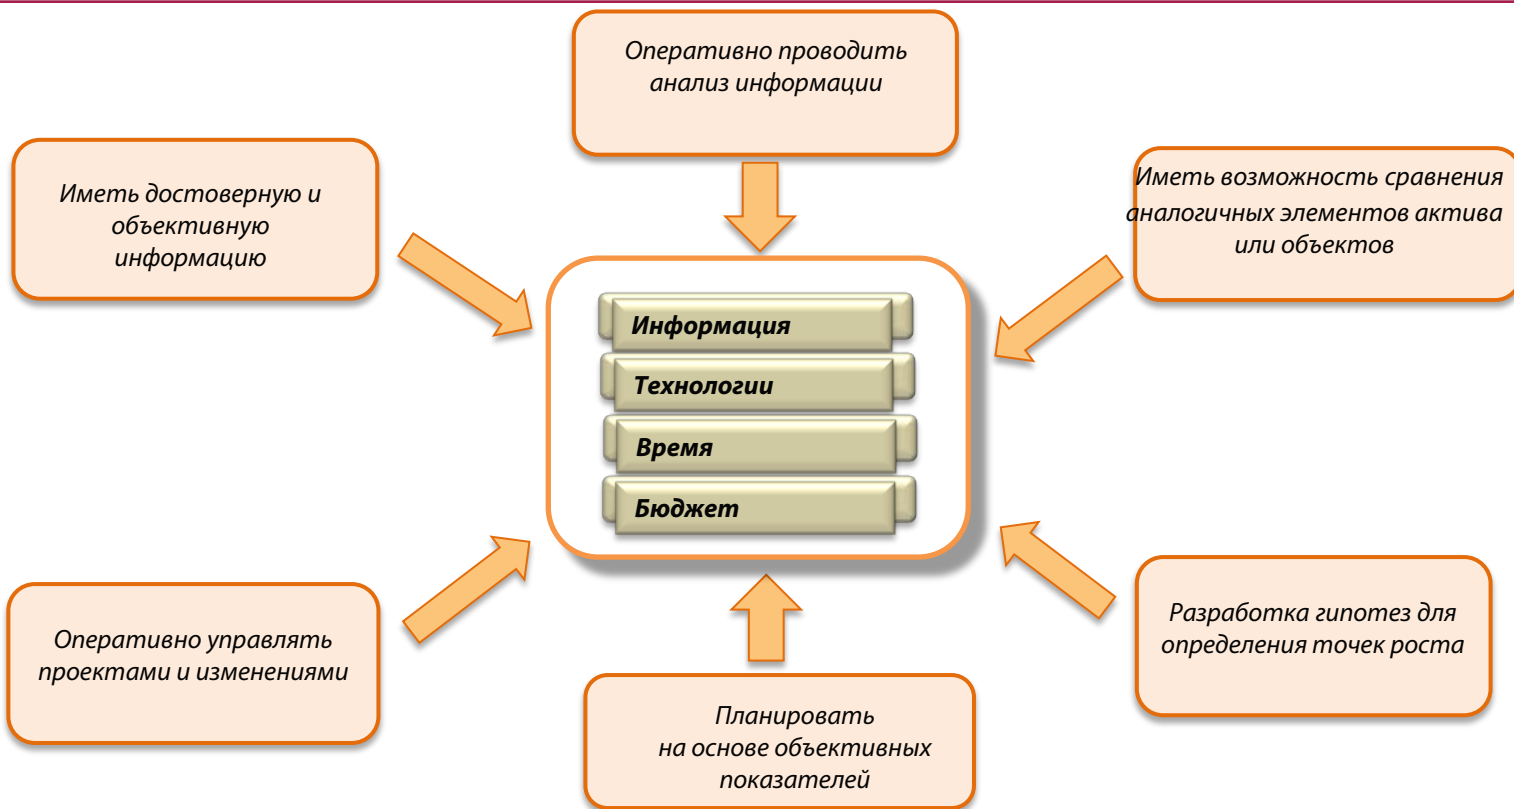 Оперативно проводить
анализ информации
Иметь достоверную и
объективную
информацию
Иметь возможность сравнения
аналогичных элементов актива
или объектов
Информация
Технологии
Время
Бюджет
Оперативно управлять
проектами и изменениями
Разработка гипотез для
определения точек роста
Планировать
на основе объективных
показателей